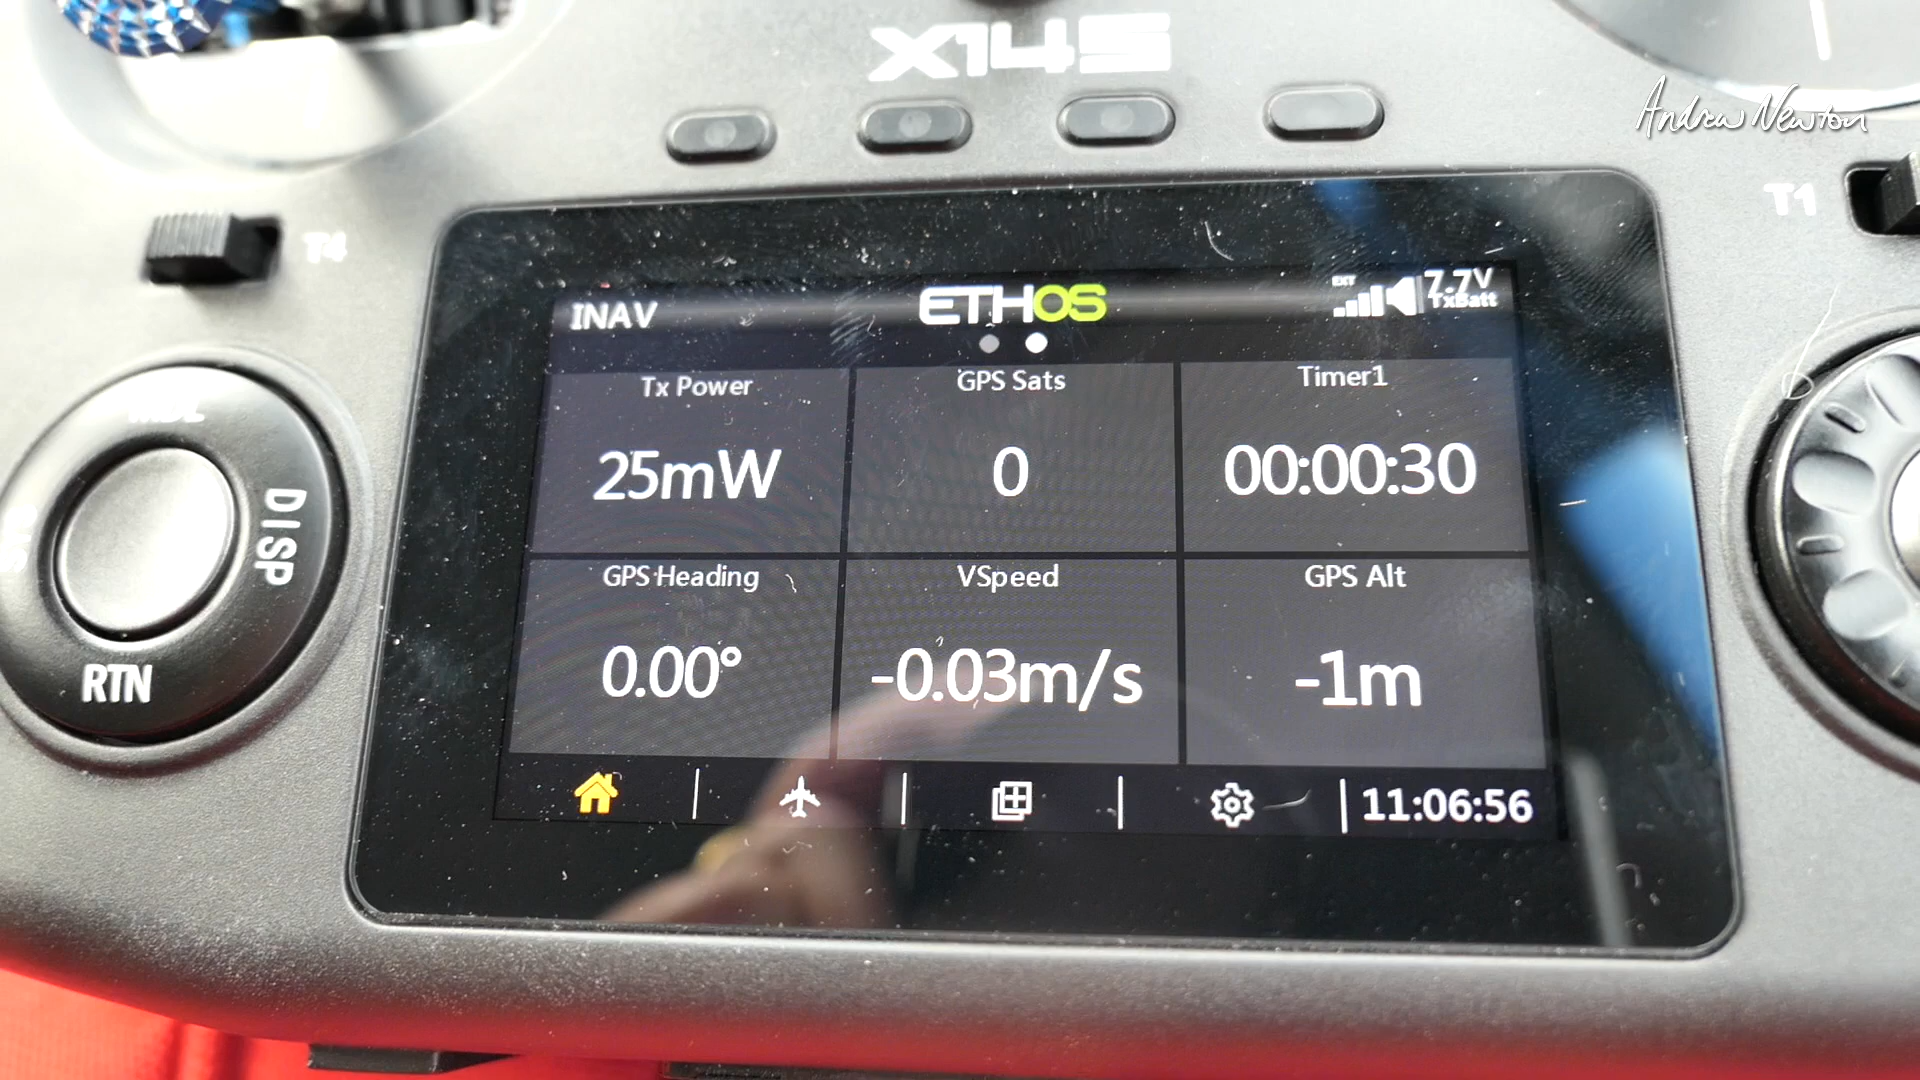 X14S
Andrew Newton
T4
T1
INAV
ETHOS
EXT
7.7V
TxBatt
Tx Power
GPS Sats
Timer1
25mW
0
00:00:30
GPS Heading
VSpeed
GPS Alt
0.00°
-0.03m/s
-1m
11:06:56
DISP
RTN